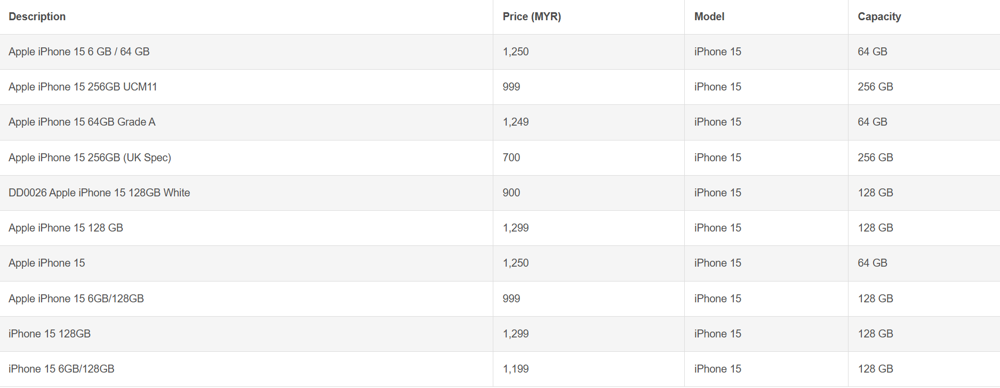 Description Price (MYR) Model Capacity
Apple iPhone 15 6 GB / 64 GB 1,250 iPhone 15 64 GB
Apple iPhone 15 256GB UCM11 999 iPhone 15 256 GB
Apple iPhone 15 64GB Grade A 1,249 iPhone 15 64 GB
Apple iPhone 15 256GB (UK Spec) 700 iPhone 15 256 GB
DD0026 Apple iPhone 15 128GB White 900 iPhone 15 128 GB
Apple iPhone 15 128 GB 1,299 iPhone 15 128 GB
Apple iPhone 15 1,250 iPhone 15 64 GB
Apple iPhone 15 6GB/128GB 999 iPhone 15 128 GB
iPhone 15 128GB 1,299 iPhone 15 128 GB
iPhone 15 6GB/128GB 1,199 iPhone 15 128 GB